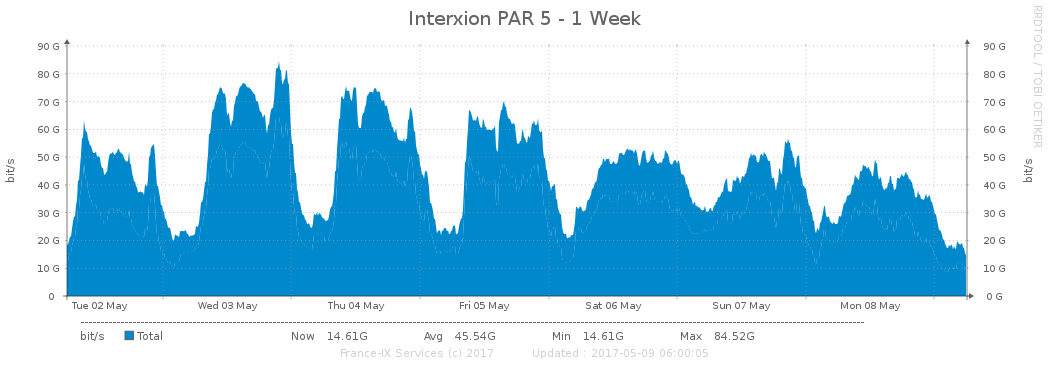 Interxion PAR 5 - 1 Week
RRDTOOL / TOBI OETIKER
90 G 90 G
80 G 80 G
70 G 70 G
60 G 60 G
50 G 50 G
40 G 40 G
30 G 30 G
20 G 20 G
10 G 10 G
0 0 G
bit/s
bit/s
Tue 02 May Wed 03 May Thu 04 May Fri 05 May Sat 06 May Sun 07 May Mon 08 May
bit/s Total Now 14.61G Avg 45.54G Min 14.61G Max 84.52G
France-IX Services (c) 2017 Updated : 2017-05-09 06:00:05